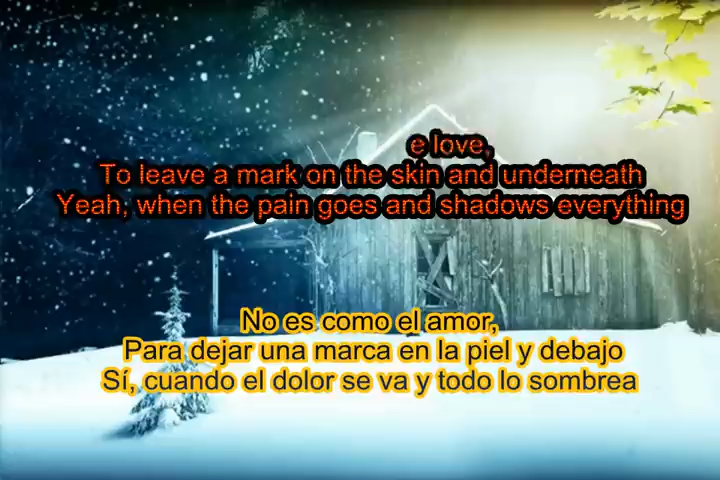 e love,
To leave a mark on the skin and underneath
Yeah, when the pain goes and shadows everything
No es como el amor,
Para dejar una marca en la piel y debajo
Sí, cuando el dolor se va y todo lo sombrea